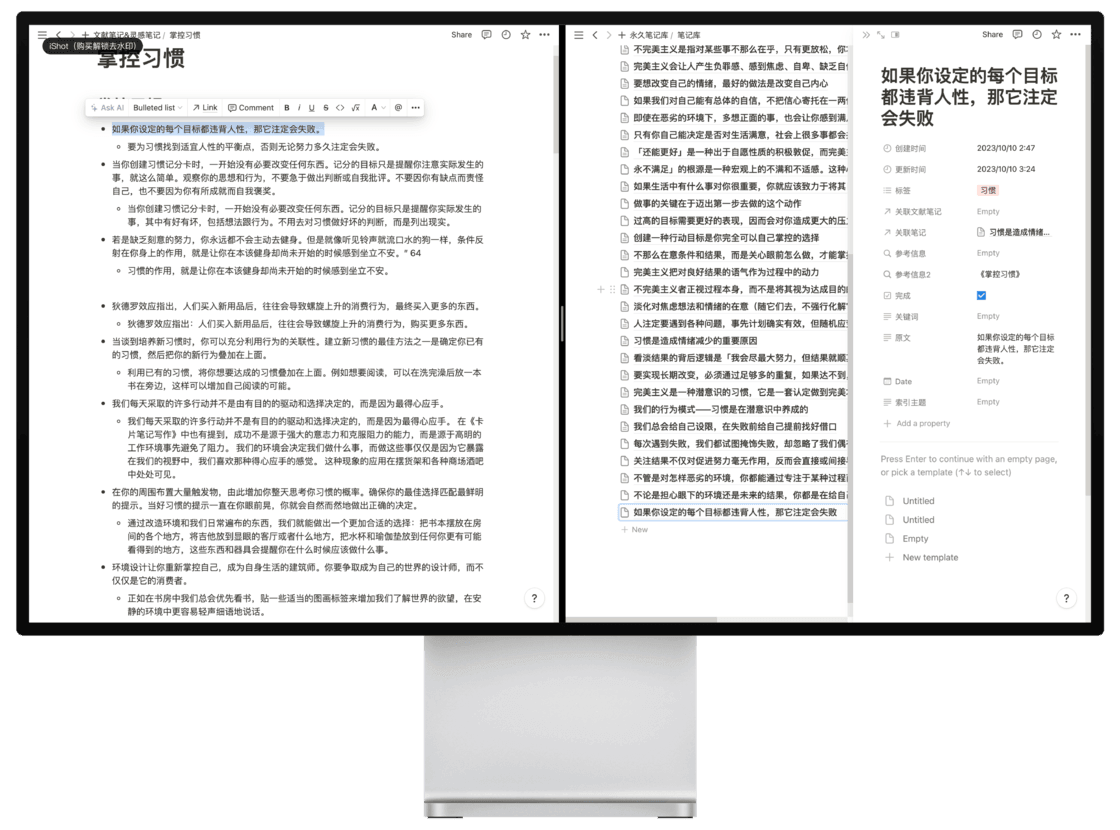 文献笔记&灵感笔记 / 掌控习惯
Share
iShot（购买解锁去水印）
掌控习惯
Ask AI Bulleted list Link Comment B i U S <> √x A @ •••
如果你设定的每个目标都违背人性，那它注定会失败。
要为习惯找到适宜人性的平衡点，否则无论努力多久注定会失败。
当你创建习惯记分卡时，一开始没有必要改变任何东西。记分的目标只是提醒你注意实际发生的
事，就这么简单。观察你的思想和行为，不要急于做出判断或自我批评。不要因你有缺点而责怪
自己，也不要因为你有所成就而自我褒奖。
当你创建习惯记分卡时，一开始没有必要改变任何东西。记分的目标只是提醒你实际发生的
事，其中有好有坏，包括想法跟行为。不用去对习惯做好坏的判断，而是列出现实。
若是缺乏刻意的努力，你永远都不会主动去健身。但是就像听见铃声就流口水的狗一样，条件反
射在你身上的作用，就是让你在本该健身却尚未开始的时候感到坐立不安。” 64
习惯的作用，就是让你在本该健身却尚未开始的时候感到坐立不安。
狄德罗效应指出，人们买入新用品后，往往会导致螺旋上升的消费行为，最终买入更多的东西。
狄德罗效应指出：人们买入新用品后，往往会导致螺旋上升的消费行为，购买更多东西。
当谈到培养新习惯时，你可以充分利用行为的关联性。建立新习惯的最佳方法之一是确定你已有
的习惯，然后把你的新行为叠加在上面。
利用已有的习惯，将你想要达成的习惯叠加在上面。例如想要阅读，可以在洗完澡后放一本
书在旁边，这样可以增加自己阅读的可能。
我们每天采取的许多行动并不是由有目的的驱动和选择决定的，而是因为最得心应手。
我们每天采取的许多行动并不是有目的的驱动和选择决定的，而是因为最得心应手。 在《卡
片笔记写作》中也有提到，成功不是源于强大的意志力和克服阻力的能力，而是源于高明的
工作环境事先避免了阻力。 我们的环境会决定我们做什么事，而做这些事仅仅是因为它暴露
在我们的视野中，我们喜欢那种得心应手的感觉。 这种现象的应用在摆货架和各种商场酒吧
中处处可见。
在你的周围布置大量触发物，由此增加你整天思考你习惯的概率。确保你的最佳选择匹配最鲜明
的提示。当好习惯的提示一直在你眼前晃，你就会自然而然地做出正确的决定。
通过改造环境和我们日常遍布的东西，我们就能做出一个更加合适的选择：把书本摆放在房
间的各个地方，将吉他放到显眼的客厅或者什么地方，把水杯和瑜伽垫放到任何你更有可能
看得到的地方，这些东西和器具会提醒你在什么时候应该做什么事。
环境设计让你重新掌控自己，成为自身生活的建筑师。你要争取成为自己的世界的设计师，而不
仅仅是它的消费者。
正如在书房中我们总会优先看书，贴一些适当的图画标签来增加我们了解世界的欲望，在安
静的环境中更容易轻声细语地说话。
?
永久笔记库 / 笔记库
不完美主义是指对某些事不那么在乎，只有更放松，你
完美主义会让人产生负罪感、感到焦虑、自卑、缺乏自
要想改变自己的情绪，最好的做法是改变自己内心
如果我们对自己能有总体的自信，不把信心寄托在一两
即使在恶劣的环境下，多想正面的事，也会让你感到满
只有你自己能决定是否对生活满意，社会上很多事都会
「还能更好」是一种出于自愿性质的积极敦促，而完美
永不满足」的根源是一种宏观上的不满和不适感。这种
如果生活中有什么事对你很重要，你就应该致力于将其
做事的关键在于迈出第一步去做的这个动作
过高的目标需要更好的表现，因而会对你造成更大的压
创建一种行动目标是你完全可以自己掌控的选择
不那么在意条件和结果，而是关心眼前怎么做，才能掌
完美主义把对良好结果的语气作为过程中的动力
不完美主义者正视过程本身，而不是将其视为达成目的
淡化对焦虑想法和情绪的在意（随它们去，不强行化解
人注定要遇到各种问题，事先计划确实有效，但随机应
习惯是造成情绪减少的重要原因
看淡结果的背后逻辑是「我会尽最大努力，但结果就顺
要实现长期改变，必须通过足够多的重复，如果达不到
完美主义是一种潜意识的习惯，它是一套认定做到完美
我们的行为模式——习惯是在潜意识中养成的
我们总会给自己设限，在失败前给自己提前找好借口
每次遇到失败，我们都试图掩饰失败，却忽略了我们偶
关注结果不仅对促进努力毫无作用，反而会直接或间接
不管是对怎样恶劣的环境，你都能通过专注于某种过程
不论是担心眼下的环境还是未来的结果，你都是在给自
如果你设定的每个目标都违背人性，那它注定会失败
New
Share
如果你设定的每个目标
都违背人性，那它注定
会失败
创建时间 2023/10/10 2:47
更新时间 2023/10/10 3:24
标签 习惯
关联文献笔记 Empty
关联笔记 习惯是造成情绪...
参考信息 Empty
参考信息2 《掌控习惯》
完成
关键词 Empty
原文 如果你设定的每个目标
都违背人性，那它注定
会失败。
Date Empty
索引主题 Empty
Add a property
Press Enter to continue with an empty page,
or pick a template (↑↓ to select)
Untitled
Untitled
Empty
New template
?